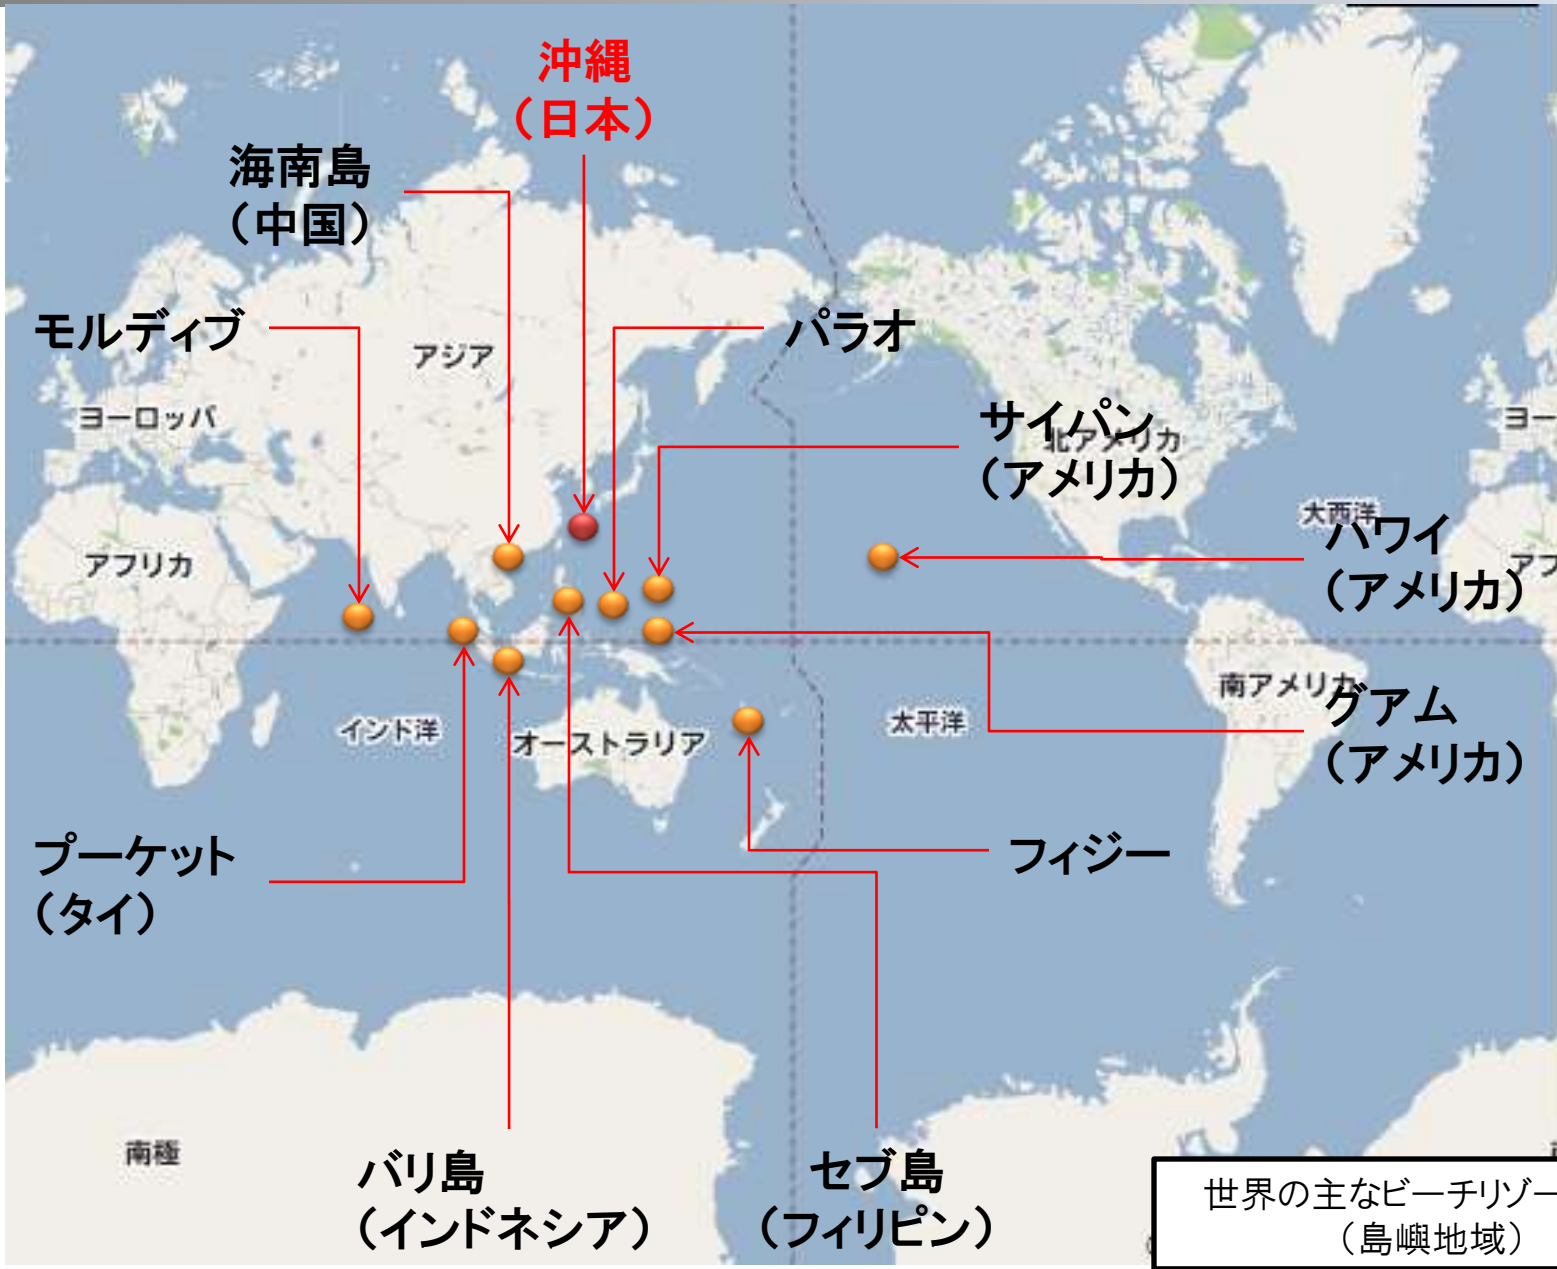 沖縄
（日本）
海南島
（中国）
モルディブ
パラオ
アジア
ヨーロッパ
サイパン
（アメリカ）
北アメリカ
ヨー
大西洋
ハワイ
（アメリカ）
アフリカ
アフ
南アメリカ
グアム
（アメリカ）
インド洋
オーストラリア
太平洋
プーケット
（タイ）
フィジー
南極
バリ島
（インドネシア）
セブ島
（フィリピン）
世界の主なビーチリゾー
（島嶼地域）